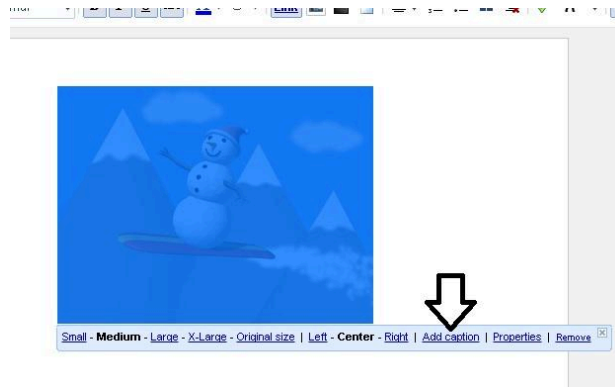 Link
Small - Medium - Large - X-Large - Original size | Left - Center - Right | Add caption | Properties | Remove